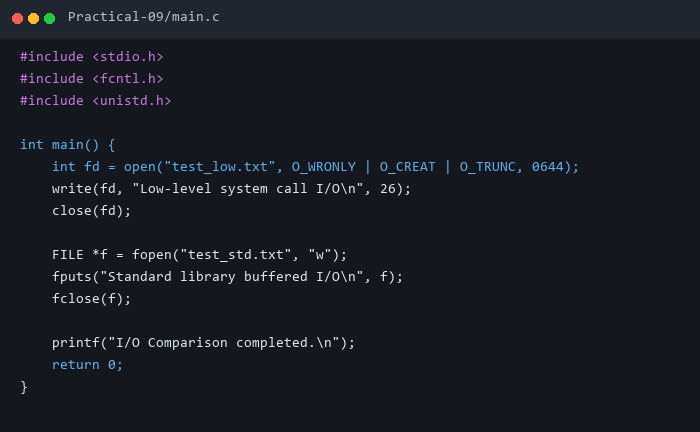 Practical-09/main.c
#include <stdio.h>
#include <fcntl.h>
#include <unistd.h>
int main() {
    int fd = open("test_low.txt", O_WRONLY | O_CREAT | O_TRUNC, 0644);
    write(fd, "Low-level system call I/O\n", 26);
    close(fd);
    FILE *f = fopen("test_std.txt", "w");
    fputs("Standard library buffered I/O\n", f);
    fclose(f);
    printf("I/O Comparison completed.\n");
    return 0;
}